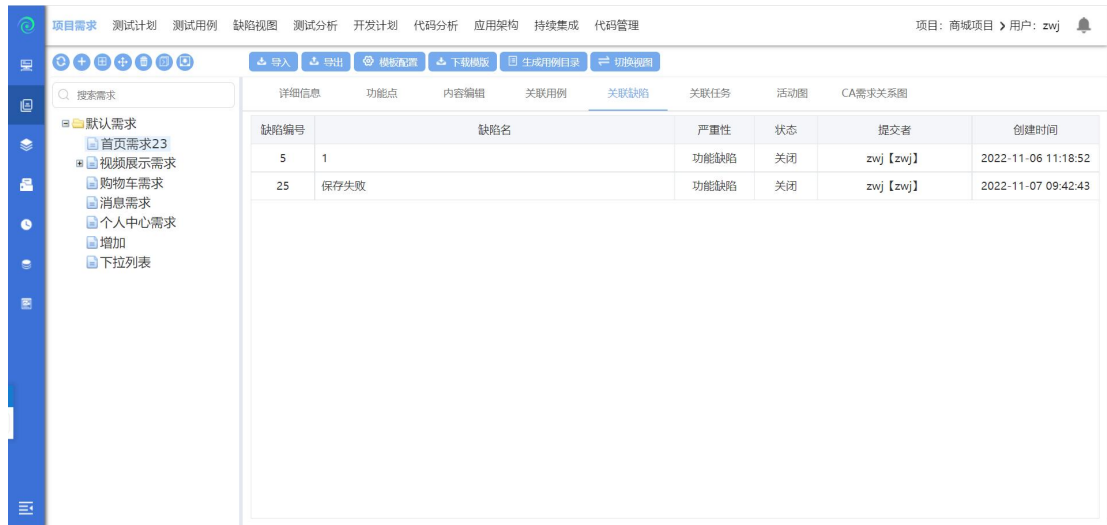 项目需求 测试计划 测试用例 缺陷视图 测试分析 开发计划 代码分析 应用架构 持续集成 代码管理 项目：商城项目 用户：zwj
导入 导出 模板配置 下载模版 生成用例目录 切换视图
搜索需求
详细信息 功能点 内容编辑 关联用例 关联缺陷 关联任务 活动图 CA需求关系图
默认需求
首页需求23
视频展示需求
购物车需求
消息需求
个人中心需求
增加
下拉列表
缺陷编号 缺陷名 严重性 状态 提交者 创建时间
5 1 功能缺陷 关闭 zwj【zwj】 2022-11-06 11:18:52
25 保存失败 功能缺陷 关闭 zwj【zwj】 2022-11-07 09:42:43